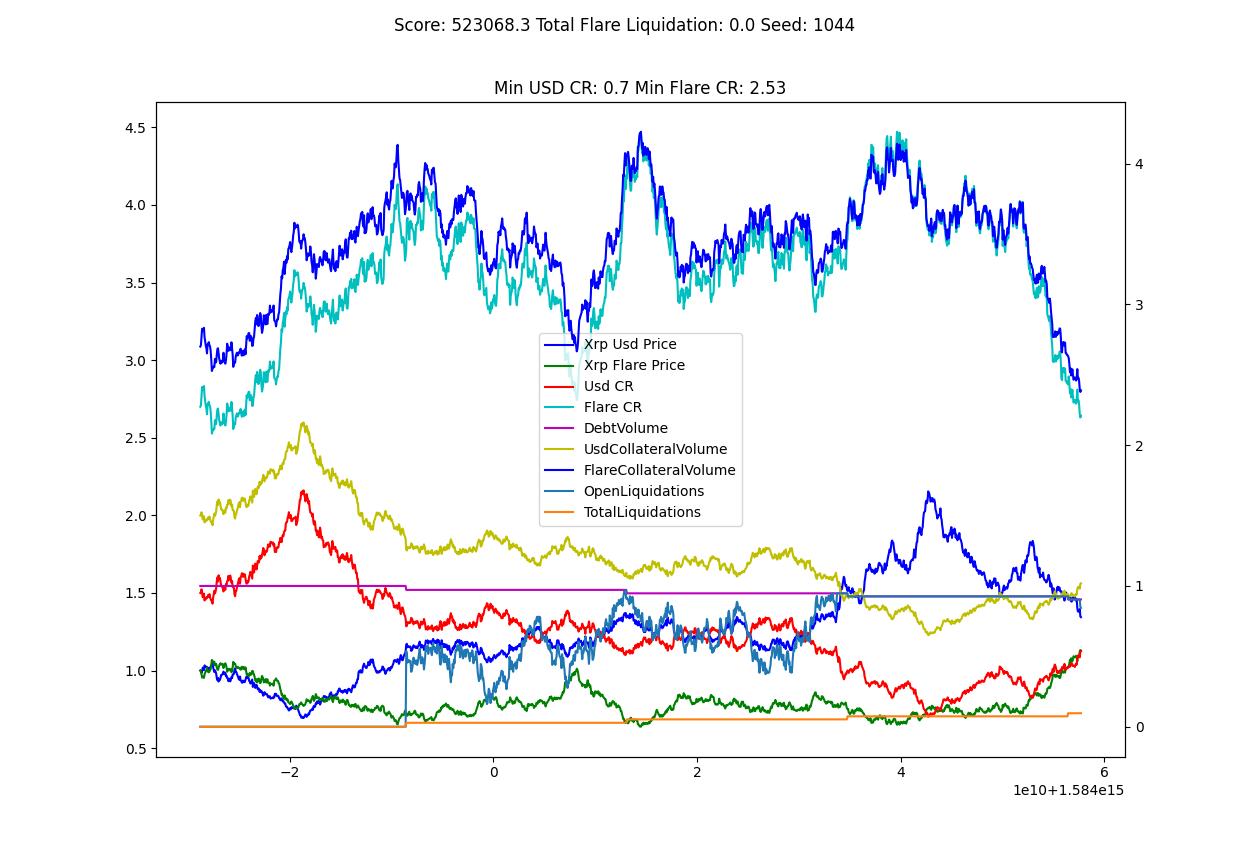 Score: 523068.3 Total Flare Liquidation: 0.0 Seed: 1044
Min USD CR: 0.7 Min Flare CR: 2.53
4.5
4.0
3.5
3.0
2.5
2.0
1.5
1.0
0.5
4
3
2
1
0
Xrp Usd Price
Xrp Flare Price
Usd CR
Flare CR
DebtVolume
UsdCollateralVolume
FlareCollateralVolume
OpenLiquidations
TotalLiquidations
−2
0
2
4
6
1e10+1.584e15